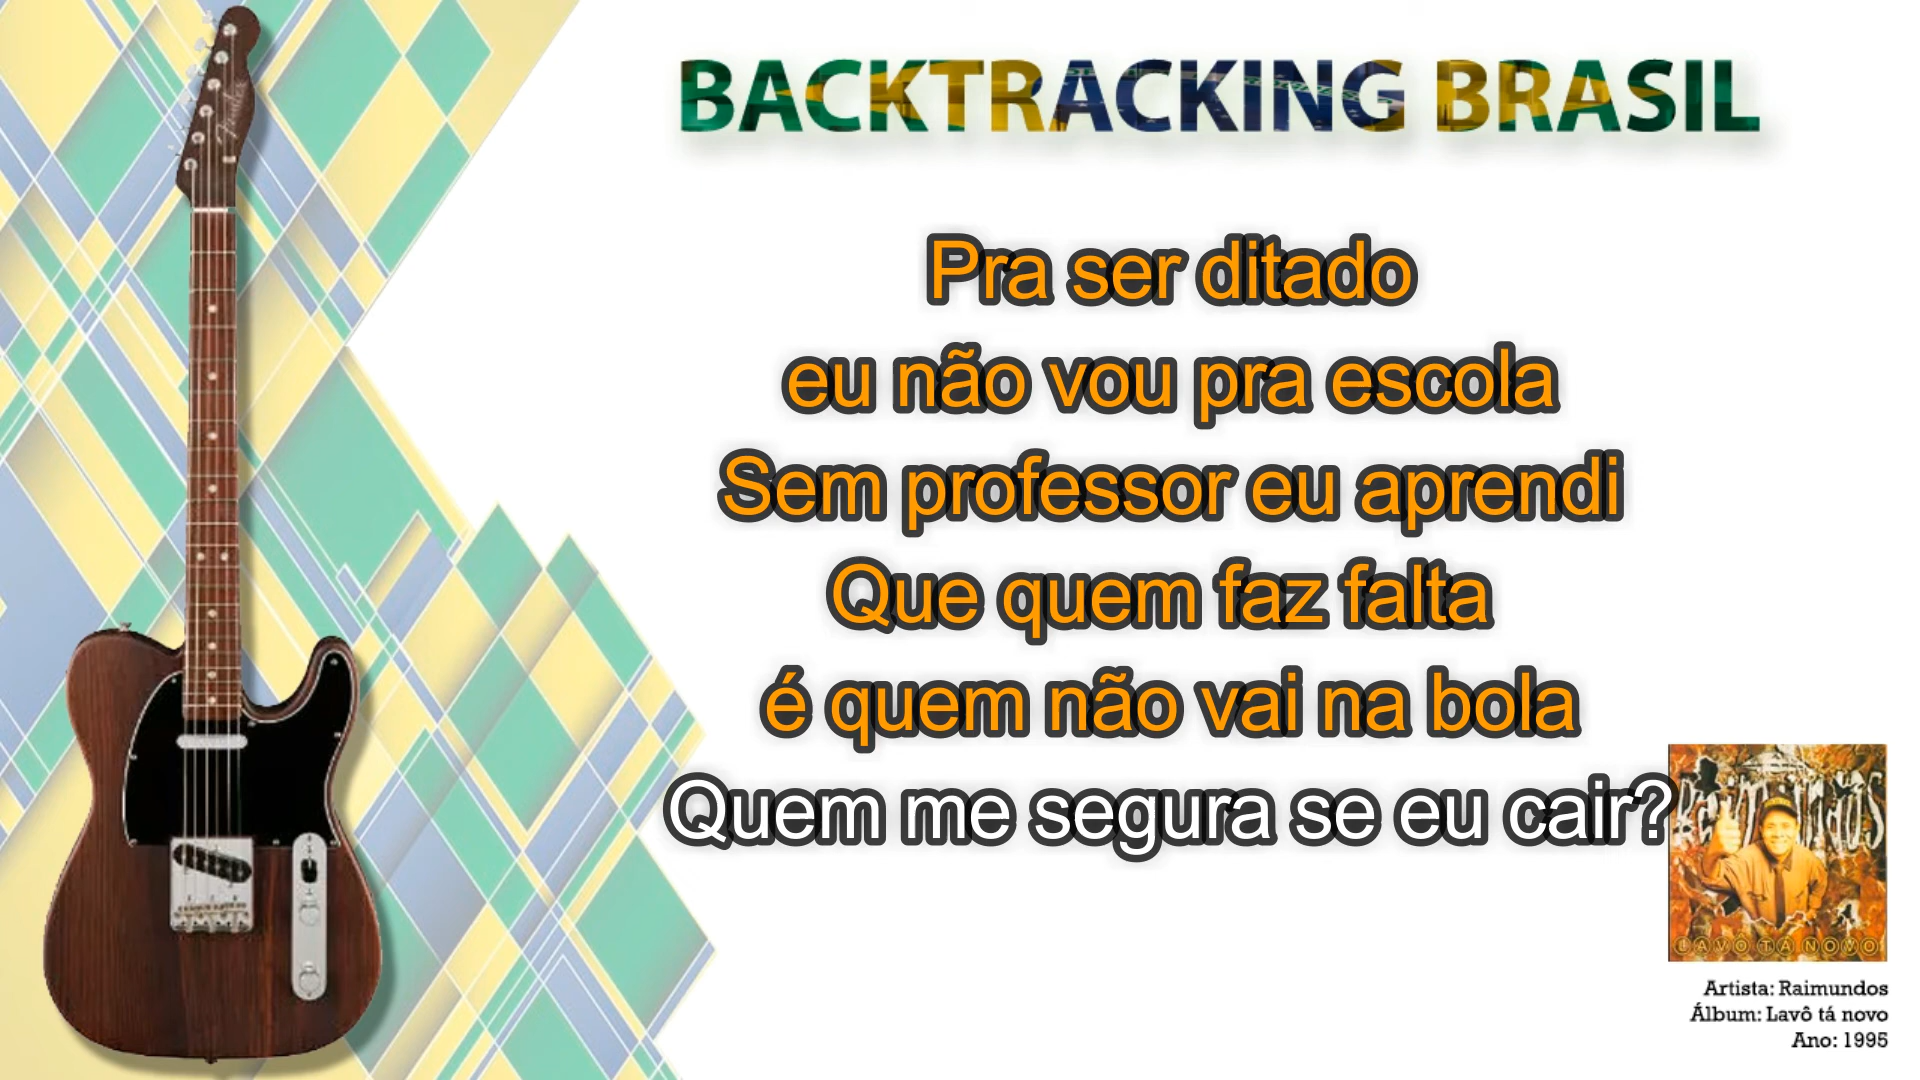 BACKTRACKING BRASIL
Fender
Pra ser ditado
eu não vou pra escola
Sem professor eu aprendi
Que quem faz falta
é quem não vai na bola
Quem me segura se eu cair?
RAIMUNDOS
LAVÔ TÁ NOVO
Artista: Raimundos
Álbum: Lavô tá novo
Ano: 1995